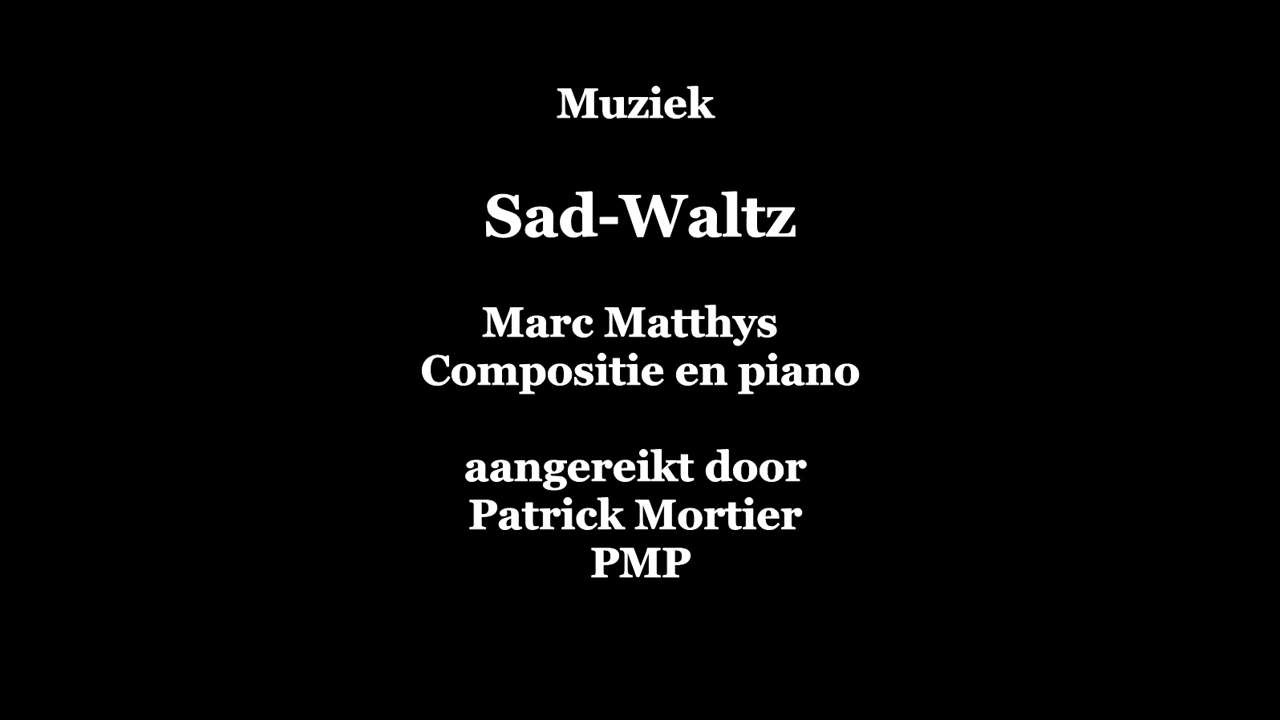 Muziek
Sad-Waltz
Marc Matthys
Compositie en piano
aangereikt door
Patrick Mortier
PMP